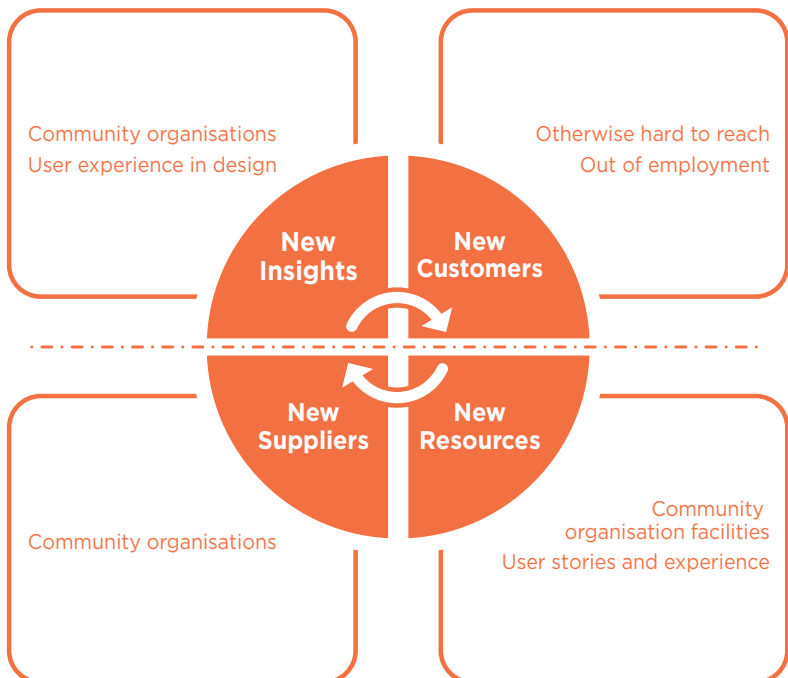 Community organisations
User experience in design
Otherwise hard to reach
Out of employment
New
Insights
New
Customers
New
Suppliers
New
Resources
Community organisations
Community
organisation facilities
User stories and experience